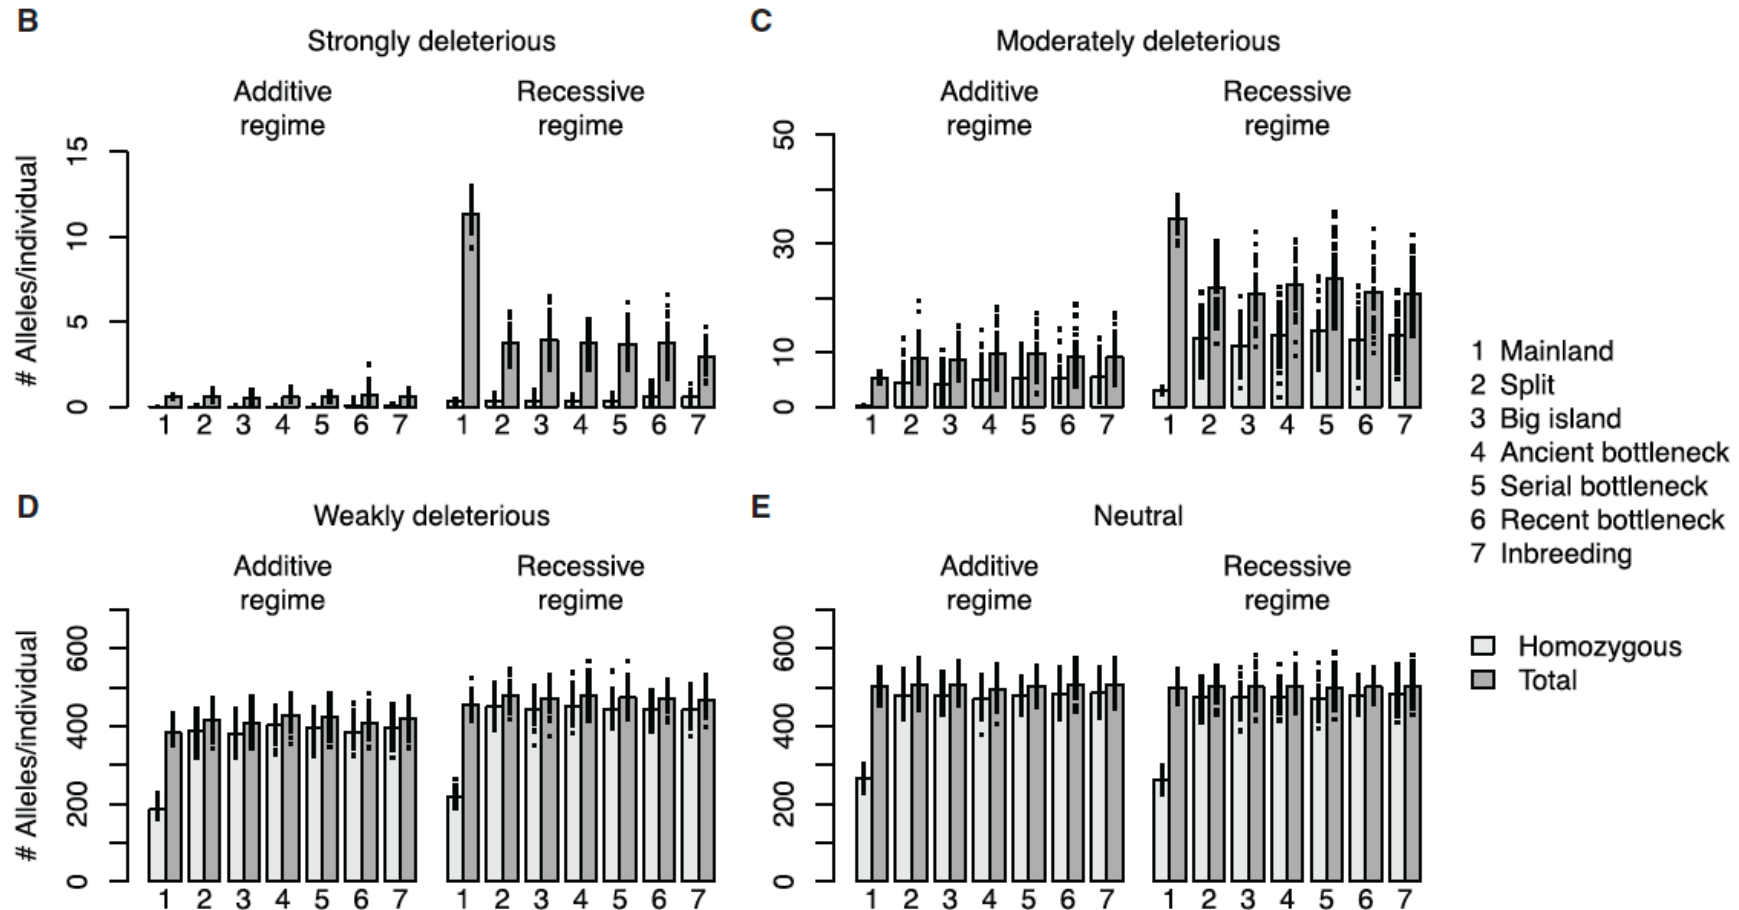 B
Strongly deleterious
Additive
regime
Recessive
regime
# Alleles/individual
15
10
5
0
1 2 3 4 5 6 7
1 2 3 4 5 6 7
C
Moderately deleterious
Additive
regime
Recessive
regime
50
30
10
0
1 2 3 4 5 6 7
1 2 3 4 5 6 7
1 Mainland
2 Split
3 Big island
4 Ancient bottleneck
5 Serial bottleneck
6 Recent bottleneck
7 Inbreeding
D
Weakly deleterious
Additive
regime
Recessive
regime
# Alleles/individual
600
400
200
0
1 2 3 4 5 6 7
1 2 3 4 5 6 7
E
Neutral
Additive
regime
Recessive
regime
600
400
200
0
1 2 3 4 5 6 7
1 2 3 4 5 6 7
Homozygous
Total